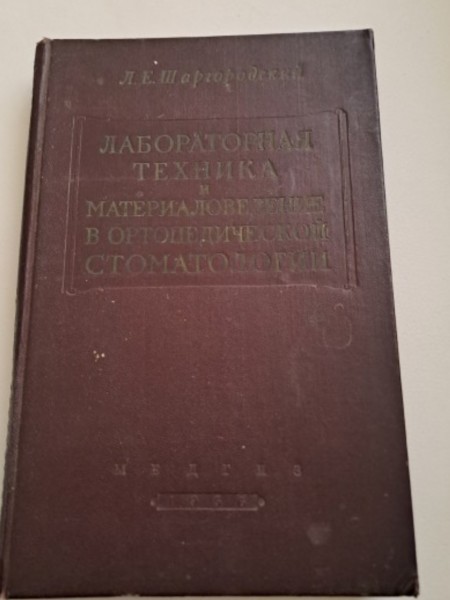 Л.Е.Шаргородский
ЛАБОРАТОРНАЯ
ТЕХНИКА
И
МАТЕРИАЛОВЕДЕНИЕ
В ОРТОПЕДИЧЕСКОЙ
СТОМАТОЛОГИИ
МЕДГИЗ